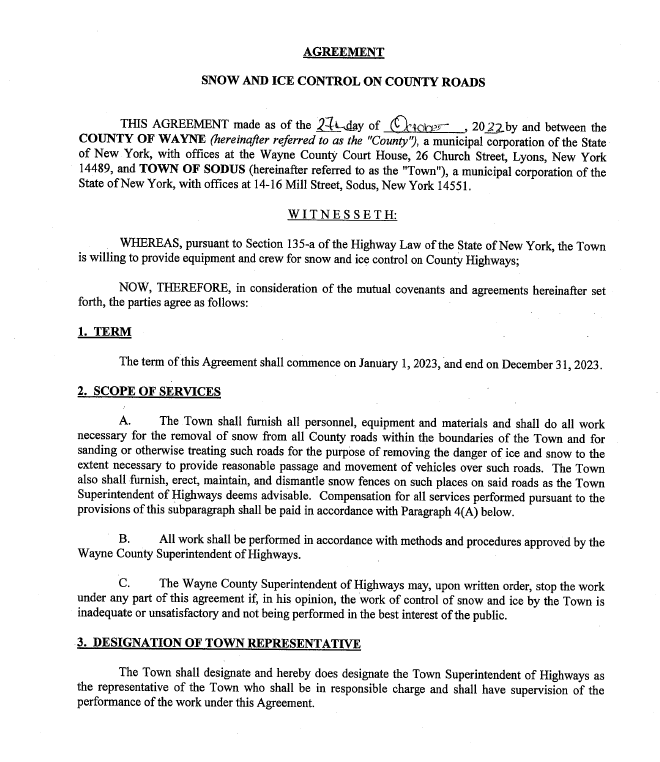 AGREEMENT
SNOW AND ICE CONTROL ON COUNTY ROADS
THIS AGREEMENT made as of the day of October, 2022 by and between the
COUNTY OF WAYNE (hereinafter referred to as the "County"), a municipal corporation of the State
of New York, with offices at the Wayne County Court House, 26 Church Street, Lyons, New York
14489, and TOWN OF SODUS (hereinafter referred to as the "Town"), a municipal corporation of the
State of New York, with offices at 14-16 Mill Street, Sodus, New York 14551.
WITNESSETH:
WHEREAS, pursuant to Section 135-a of the Highway Law of the State of New York, the Town
is willing to provide equipment and crew for snow and ice control on County Highways;
NOW, THEREFORE, in consideration of the mutual covenants and agreements hereinafter set
forth, the parties agree as follows:
1. TERM
The term of this Agreement shall commence on January 1, 2023, and end on December 31, 2023.
2. SCOPE OF SERVICES
A. The Town shall furnish all personnel, equipment and materials and shall do all work
necessary for the removal of snow from all County roads within the boundaries of the Town and for
sanding or otherwise treating such roads for the purpose of removing the danger of ice and snow to the
extent necessary to provide reasonable passage and movement of vehicles over such roads. The Town
also shall furnish, erect, maintain, and dismantle snow fences on such places on said roads as the Town
Superintendent of Highways deems advisable. Compensation for all services performed pursuant to the
provisions of this subparagraph shall be paid in accordance with Paragraph 4(A) below.
B. All work shall be performed in accordance with methods and procedures approved by the
Wayne County Superintendent of Highways.
C. The Wayne County Superintendent of Highways may, upon written order, stop the work
under any part of this agreement if, in his opinion, the work of control of snow and ice by the Town is
inadequate or unsatisfactory and not being performed in the best interest of the public.
3. DESIGNATION OF TOWN REPRESENTATIVE
The Town shall designate and hereby does designate the Town Superintendent of Highways as
the representative of the Town who shall be in responsible charge and shall have supervision of the
performance of the work under this Agreement.